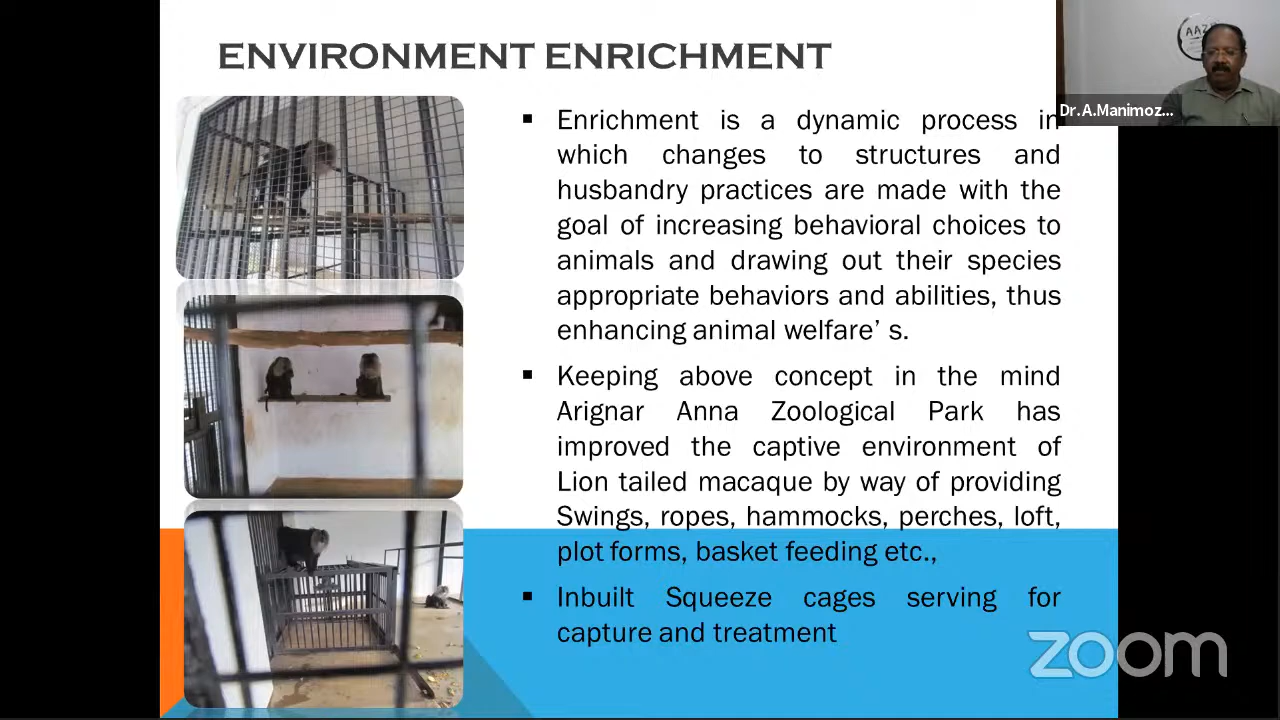 ENVIRONMENT ENRICHMENT
AAZP
Dr.A.Manimoz...
▪ Enrichment is a dynamic process in
which changes to structures and
husbandry practices are made with the
goal of increasing behavioral choices to
animals and drawing out their species
appropriate behaviors and abilities, thus
enhancing animal welfare’ s.
▪ Keeping above concept in the mind
Arignar Anna Zoological Park has
improved the captive environment of
Lion tailed macaque by way of providing
Swings, ropes, hammocks, perches, loft,
plot forms, basket feeding etc.,
▪ Inbuilt Squeeze cages serving for
capture and treatment
zoom